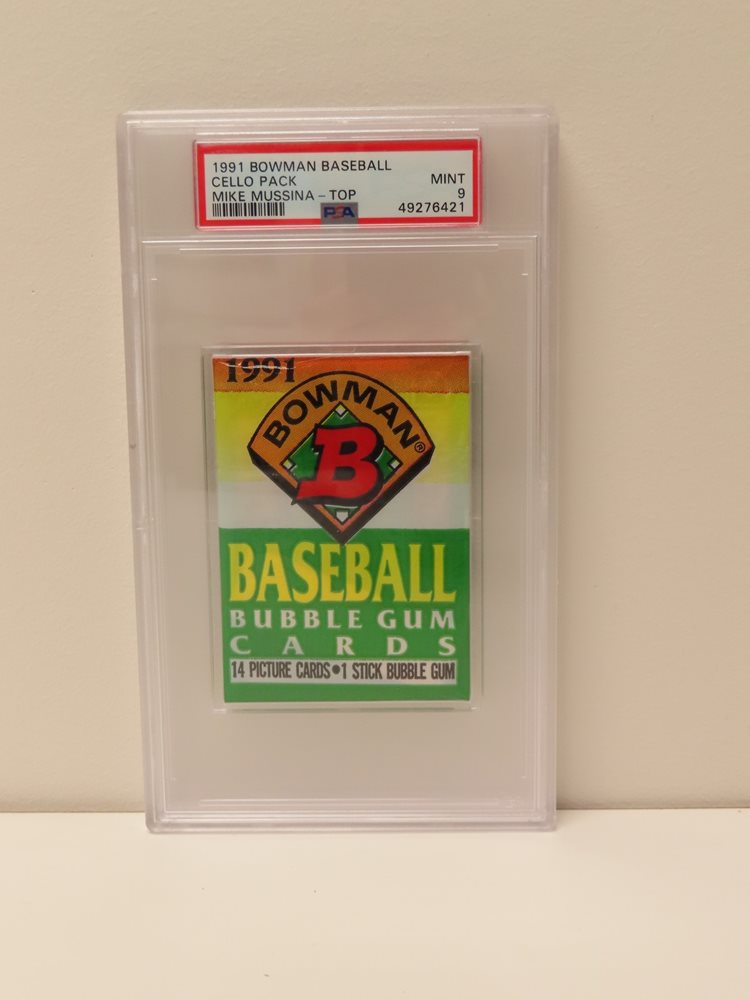 1991 BOWMAN BASEBALL
CELLO PACK MINT
MIKE MUSSINA - TOP 9
PSA 49276421
1991
BOWMAN®
B
BASEBALL
BUBBLE GUM
CARDS
14 PICTURE CARDS•1 STICK BUBBLE GUM